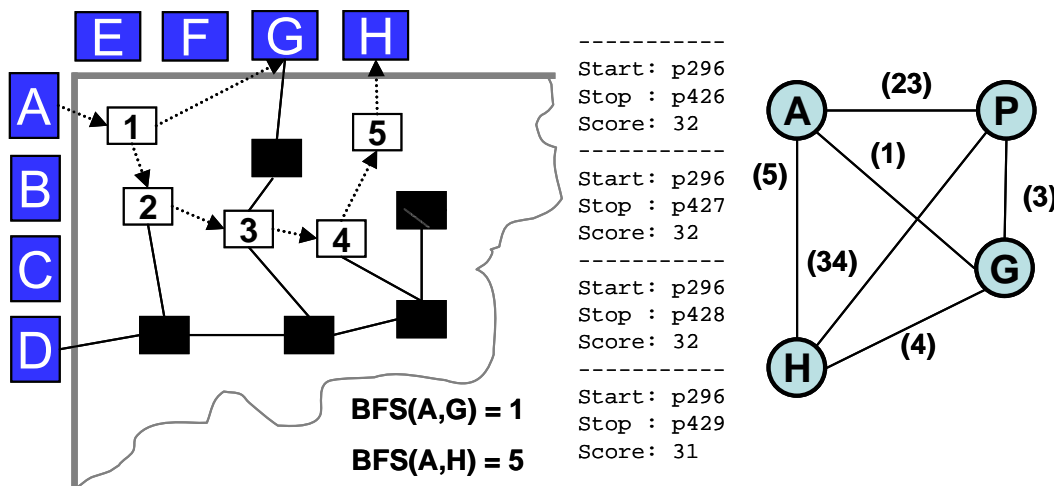 E F G H
A
B
C
D
1
2
3
4
5
BFS(A,G) = 1
BFS(A,H) = 5
-----------
Start: p296
Stop : p426
Score: 32
-----------
Start: p296
Stop : p427
Score: 32
-----------
Start: p296
Stop : p428
Score: 32
-----------
Start: p296
Stop : p429
Score: 31
A
(23)
P
(5)
(1)
(3)
(34)
G
(4)
H